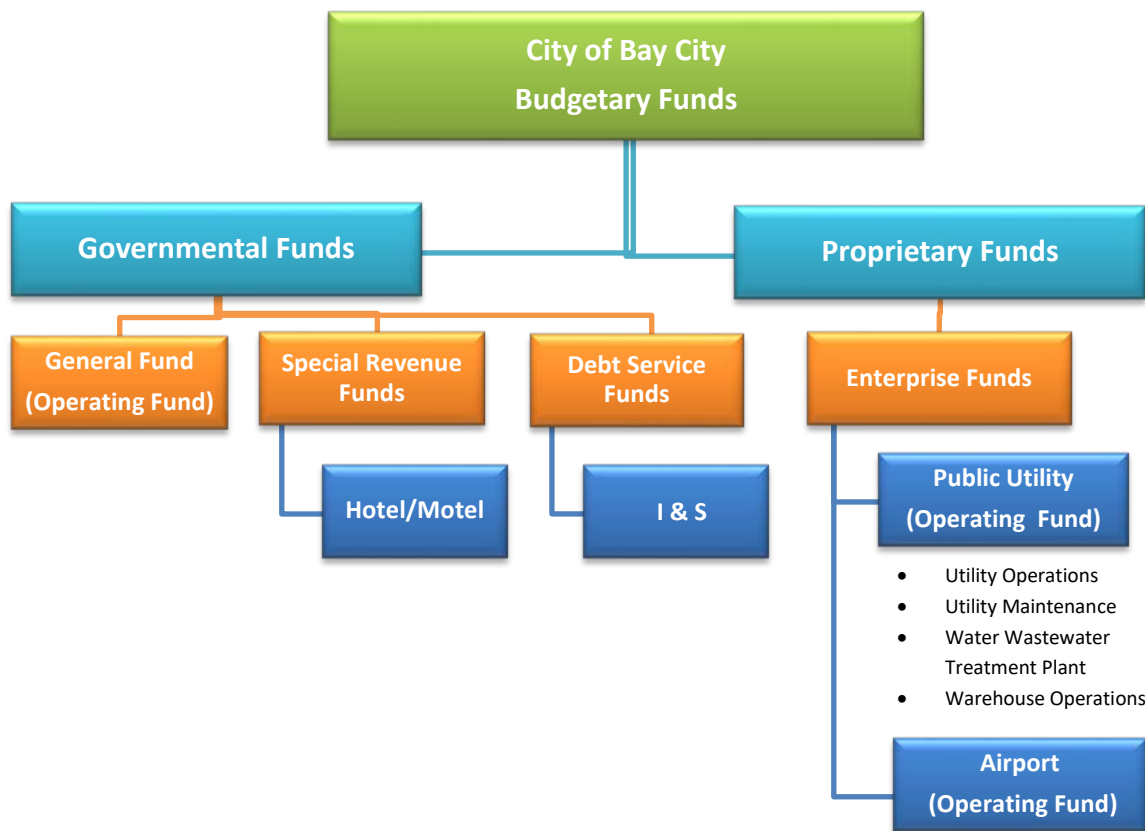 City of Bay City
Budgetary Funds
Governmental Funds
Proprietary Funds
General Fund
(Operating Fund)
Special Revenue
Funds
Debt Service
Funds
Enterprise Funds
Hotel/Motel
I & S
Public Utility
(Operating Fund)
• Utility Operations
• Utility Maintenance
• Water Wastewater
Treatment Plant
• Warehouse Operations
Airport
(Operating Fund)